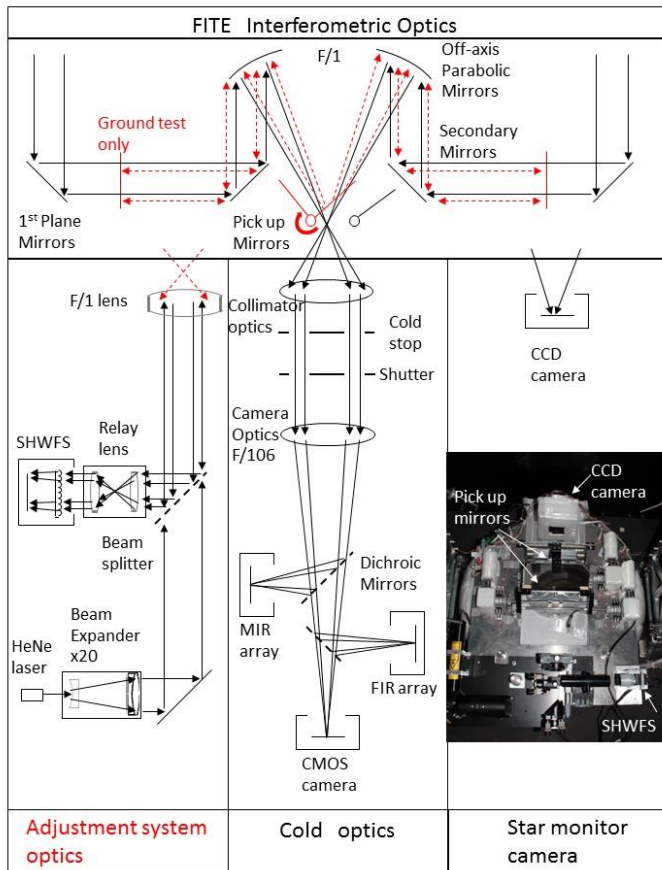 FITE Interferometric Optics
F/1
Off-axis
Parabolic
Mirrors
Ground test
only
Secondary
Mirrors
1st Plane
Mirrors
Pick up
Mirrors
F/1 lens
Collimator
optics
Cold
stop
Shutter
CCD
camera
Camera
Optics
F/106
SHWFS
Relay
lens
Beam
splitter
CCD
camera
Pick up
mirrors
Dichroic
Mirrors
MIR
array
FIR array
HeNe
laser
Beam
Expander
x20
SHWFS
CMOS
camera
Adjustment system
optics
Cold optics
Star monitor
camera